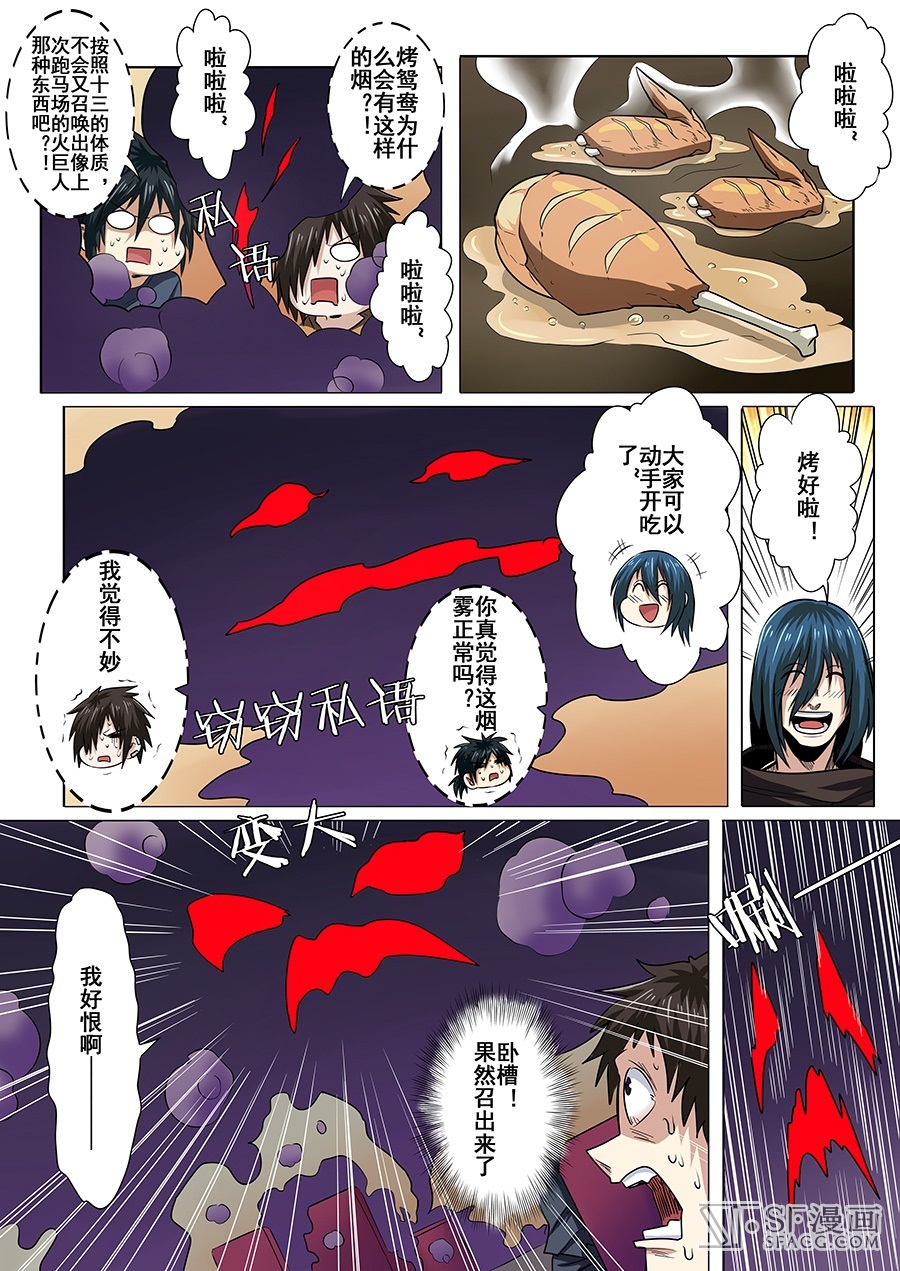 啦啦啦~
烤鸳鸯为什
么会有这样
的烟？！
啦啦啦~
啦啦啦~
私
语
按照十三的体质，
不会又召唤出像上
次跑马场的火巨人
那种东西吧？！
烤好啦！
大家可以
动手开吃
了~
你真觉得这烟
雾正常吗？
窃窃私语
我觉得不妙
唰
变大
卧槽！
果然召出来了
我好恨啊——
SF漫画
SFACG.COM